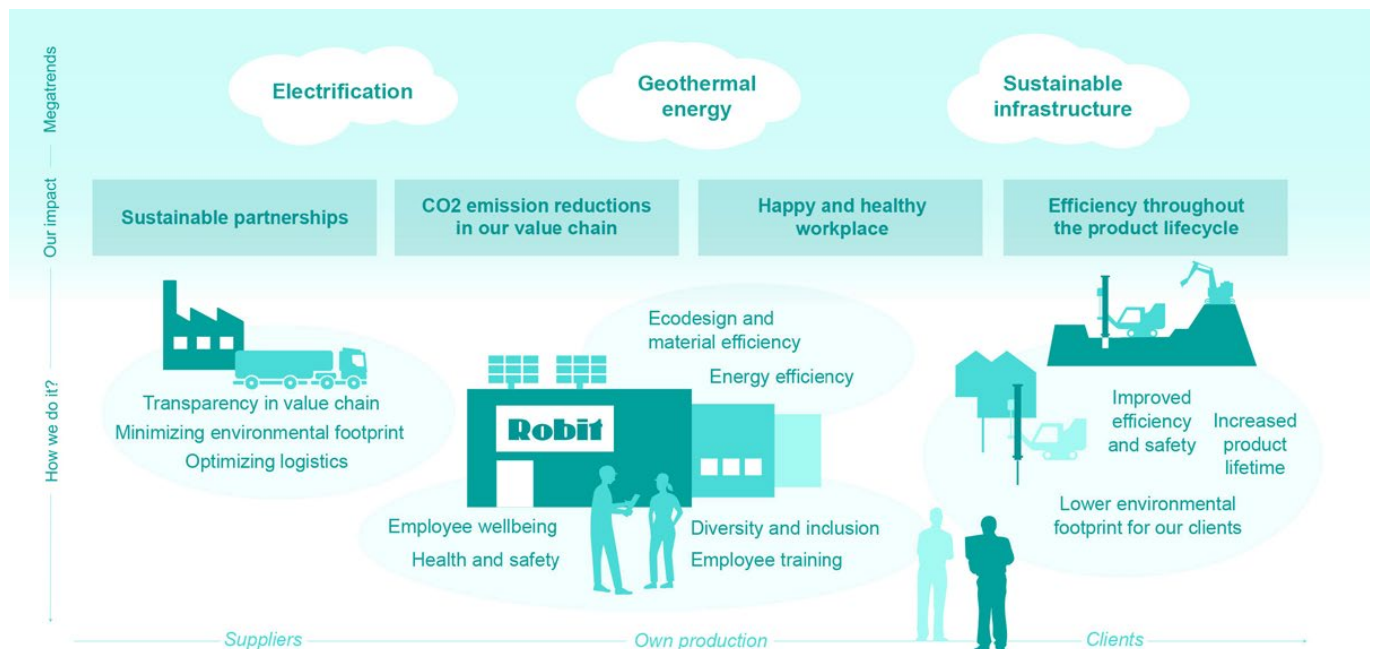 Megatrends
Electrification
Geothermal
energy
Sustainable
infrastructure
Our impact
Sustainable partnerships
CO2 emission reductions
in our value chain
Happy and healthy
workplace
Efficiency throughout
the product lifecycle
How we do it?
Transparency in value chain
Minimizing environmental footprint
Optimizing logistics
Ecodesign and
material efficiency
Energy efficiency
Robit
Employee wellbeing
Health and safety
Diversity and inclusion
Employee training
Improved
efficiency
and safety
Increased
product
lifetime
Lower environmental
footprint for our clients
Suppliers
Own production
Clients